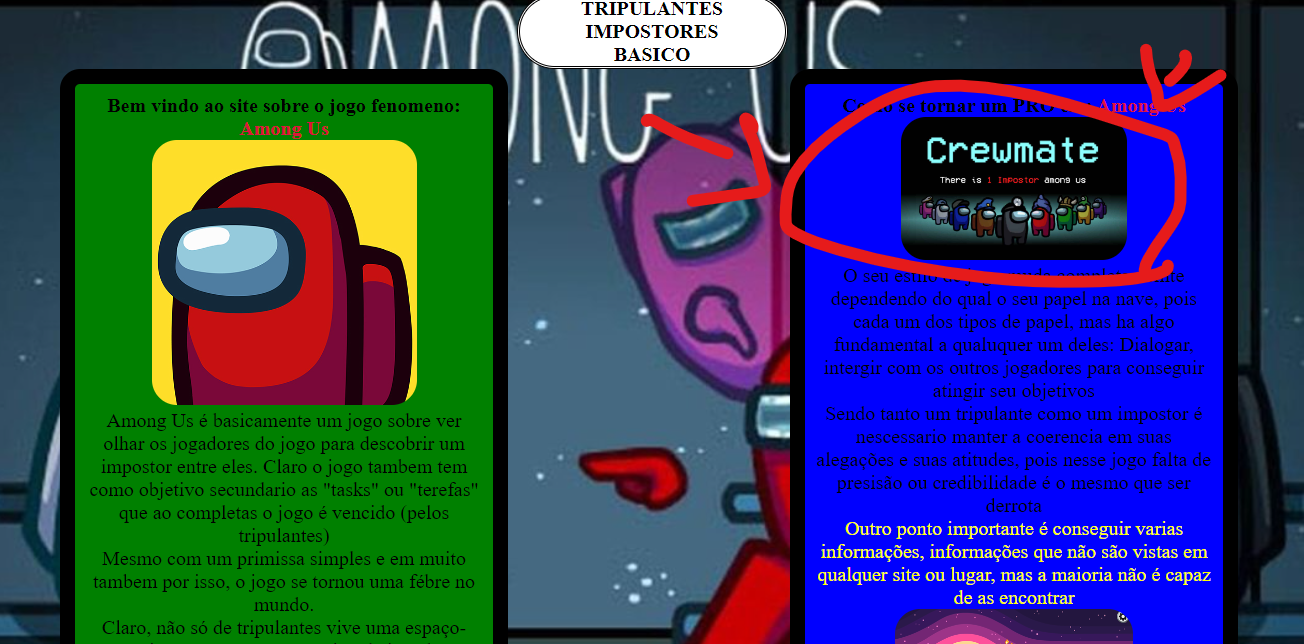 AMONG US
TRIPULANTES
IMPOSTORES
BASICO
Bem vindo ao site sobre o jogo fenomeno:
Among Us
Among Us é basicamente um jogo sobre ver
olhar os jogadores do jogo para descobrir um
impostor entre eles. Claro o jogo tambem tem
como objetivo secundario as "tasks" ou "terefas"
que ao completas o jogo é vencido (pelos
tripulantes)
Mesmo com um primissa simples e em muito
tambem por isso, o jogo se tornou uma fébre no
mundo.
Claro, não só de tripulantes vive uma espaço-
Como se tornar um PRO Among Us
Crewmate
There is 1 Impostor among us
O seu estilo
dependendo do qual o seu papel na nave, pois
cada um dos tipos de papel, mas ha algo
fundamental a qualuquer um deles: Dialogar,
intergir com os outros jogadores para conseguir
atingir seu objetivos
Sendo tanto um tripulante como um impostor é
nescessario manter a coerencia em suas
alegações e suas atitudes, pois nesse jogo falta de
presisão ou credibilidade é o mesmo que ser
derrota
Outro ponto importante é conseguir varias
informações, informações que não são vistas em
qualquer site ou lugar, mas a maioria não é capaz
de as encontrar